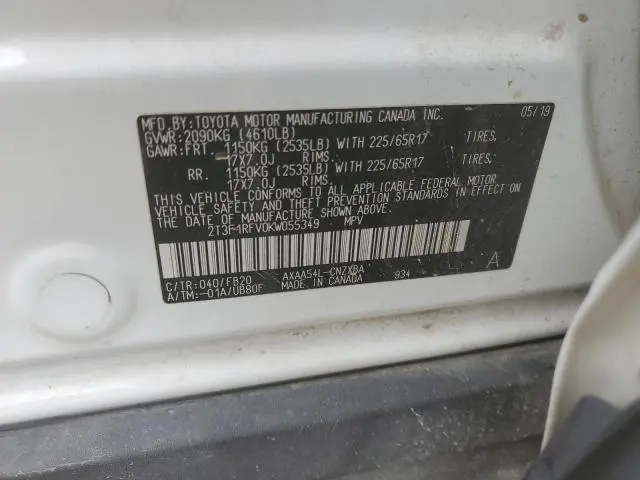 MFD. BY: TOYOTA MOTOR MANUFACTURING CANADA INC. 05/19
GVWR: 2090KG (4610LB)
GAWR: FRT 1150KG (2535LB) WITH 225/65R17 TIRES,
17X7.0J RIMS.
RR. 1150KG (2535LB) WITH 225/65R17 TIRES,
17X7.0J RIMS.
THIS VEHICLE CONFORMS TO ALL APPLICABLE FEDERAL MOTOR
VEHICLE SAFETY AND THEFT PREVENTION STANDARDS IN EFFECT
ON THE DATE OF MANUFACTURE SHOWN ABOVE.
2T3F1RFV0KW055349 MPV
C/TR: 040/FB20 AXAA54L-CNZXBA 934 A
A/TM: -01A/UB80F MADE IN CANADA